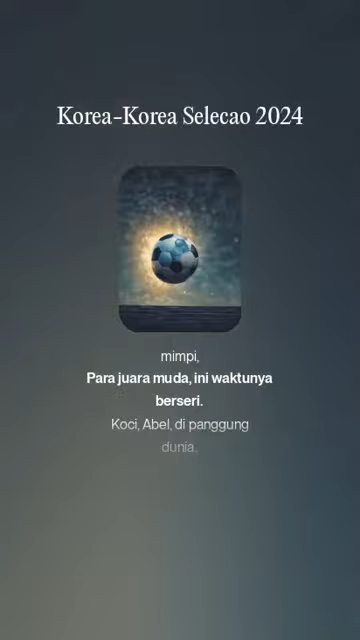 Korea-Korea Selecao 2024
mimpi,
Para juara muda, ini waktunya
berseri.
Koci, Abel, di panggung
dunia.